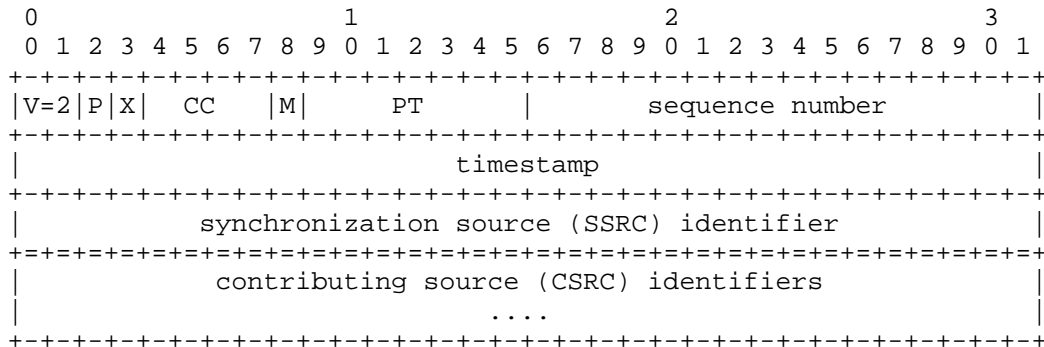 0                   1                   2                   3
 0 1 2 3 4 5 6 7 8 9 0 1 2 3 4 5 6 7 8 9 0 1 2 3 4 5 6 7 8 9 0 1
+-+-+-+-+-+-+-+-+-+-+-+-+-+-+-+-+-+-+-+-+-+-+-+-+-+-+-+-+-+-+-+-+
|V=2|P|X|  CC   |M|     PT      |       sequence number         |
+-+-+-+-+-+-+-+-+-+-+-+-+-+-+-+-+-+-+-+-+-+-+-+-+-+-+-+-+-+-+-+-+
|                           timestamp                           |
+-+-+-+-+-+-+-+-+-+-+-+-+-+-+-+-+-+-+-+-+-+-+-+-+-+-+-+-+-+-+-+-+
|           synchronization source (SSRC) identifier            |
+=+=+=+=+=+=+=+=+=+=+=+=+=+=+=+=+=+=+=+=+=+=+=+=+=+=+=+=+=+=+=+=+
|            contributing source (CSRC) identifiers             |
|                             ....                              |
+-+-+-+-+-+-+-+-+-+-+-+-+-+-+-+-+-+-+-+-+-+-+-+-+-+-+-+-+-+-+-+-+